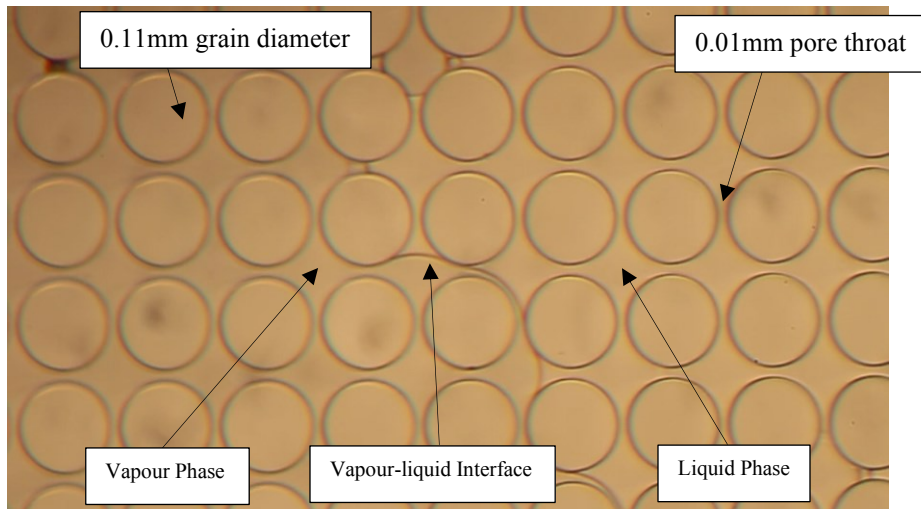 0.11mm grain diameter
0.01mm pore throat
Vapour Phase
Vapour-liquid Interface
Liquid Phase